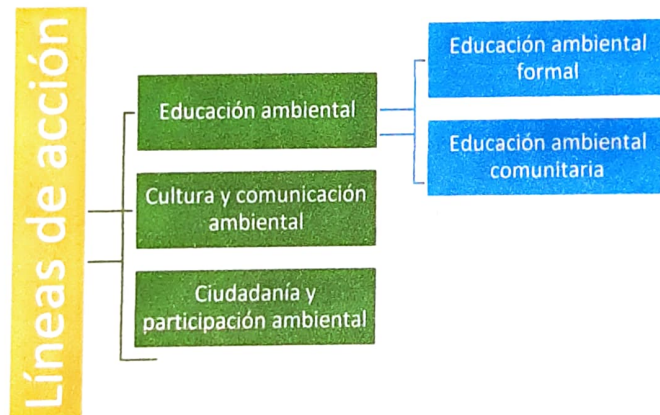 Líneas de acción
Educación ambiental
Educación ambiental
formal
Educación ambiental
comunitaria
Cultura y comunicación
ambiental
Ciudadanía y
participación ambiental